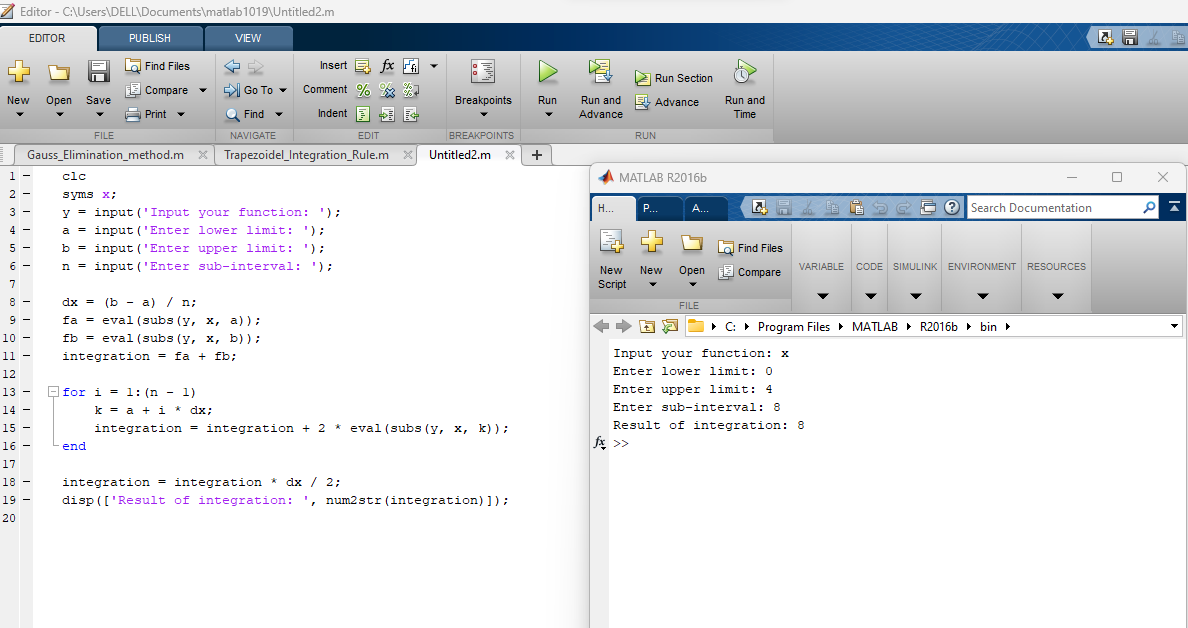 Editor - C:\Users\DELL\Documents\matlab1019\Untitled2.m
EDITOR PUBLISH VIEW
New Open Save Find Files Compare Print
FILE
Go To Find
NAVIGATE
Insert fx fi
Comment % % %
Indent
EDIT
Breakpoints
BREAKPOINTS
Run Run and Advance Run Section Advance Run and Time
RUN
Gauss_Elimination_method.m Trapezoidel_Integration_Rule.m Untitled2.m +
1 clc
2 syms x;
3 y = input('Input your function: ');
4 a = input('Enter lower limit: ');
5 b = input('Enter upper limit: ');
6 n = input('Enter sub-interval: ');
7
8 dx = (b - a) / n;
9 fa = eval(subs(y, x, a));
10 fb = eval(subs(y, x, b));
11 integration = fa + fb;
12
13 for i = 1:(n - 1)
14 k = a + i * dx;
15 integration = integration + 2 * eval(subs(y, x, k));
16 end
17
18 integration = integration * dx / 2;
19 disp(['Result of integration: ', num2str(integration)]);
20
MATLAB R2016b
H... P... A... ? Search Documentation
New Script New Open Find Files Compare
FILE
VARIABLE CODE SIMULINK ENVIRONMENT RESOURCES
C: Program Files MATLAB R2016b bin
Input your function: x
Enter lower limit: 0
Enter upper limit: 4
Enter sub-interval: 8
Result of integration: 8
fx >>